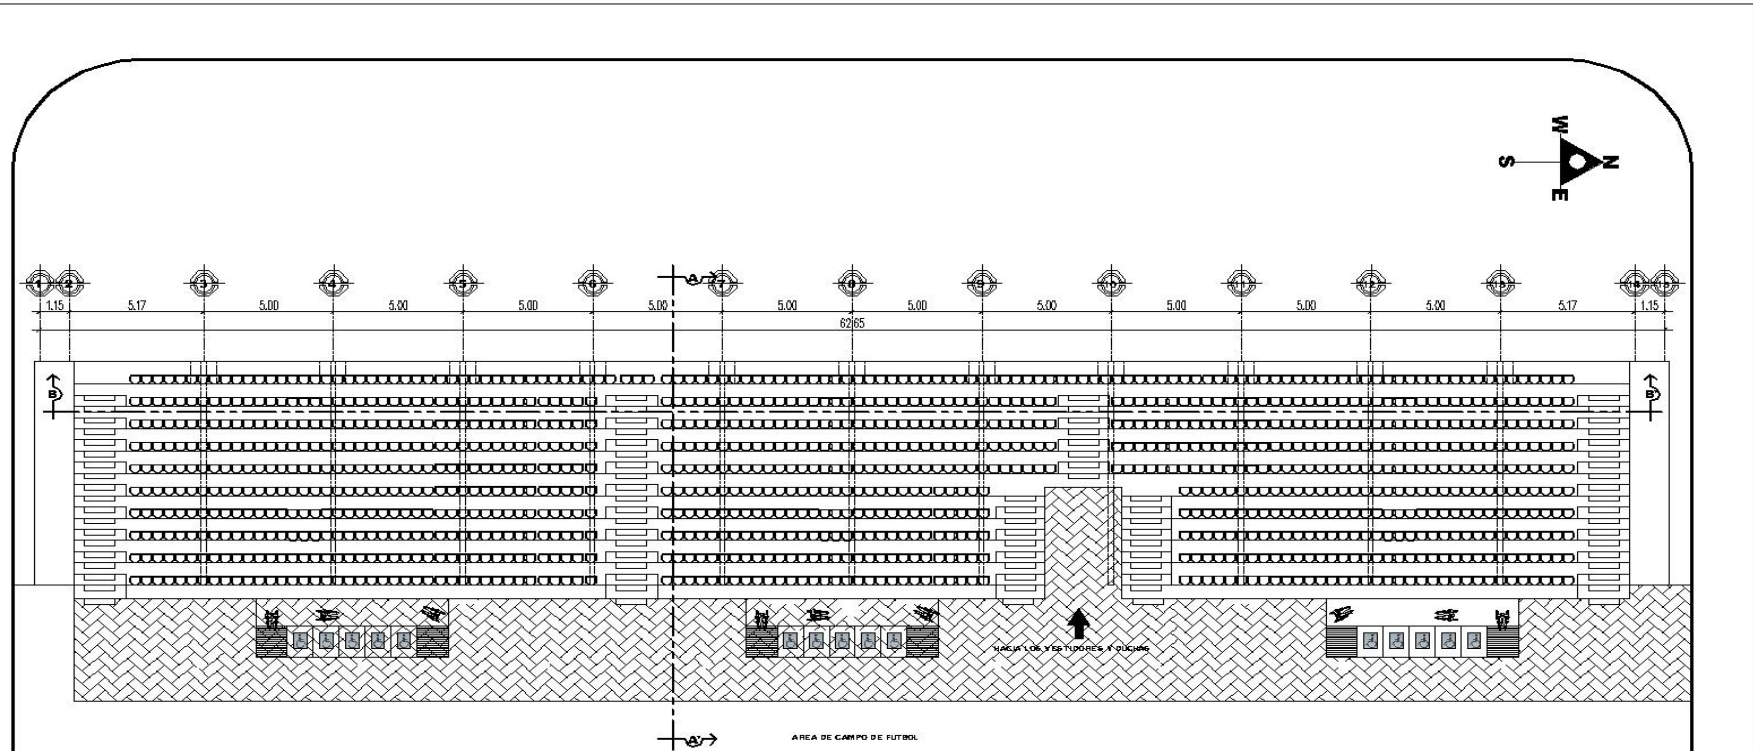 W
S N
E
A
1 2 3 4 5 6 7 8 9 10 11 12 13 14 15
1.15 5.17 5.00 5.00 5.00 5.00 5.00 5.00 5.00 5.00 5.00 5.00 5.17 1.15
62.65
B B'
HACIA LOS VESTIDORES Y DUCHAS
A'
AREA DE CAMPO DE FUTBOL